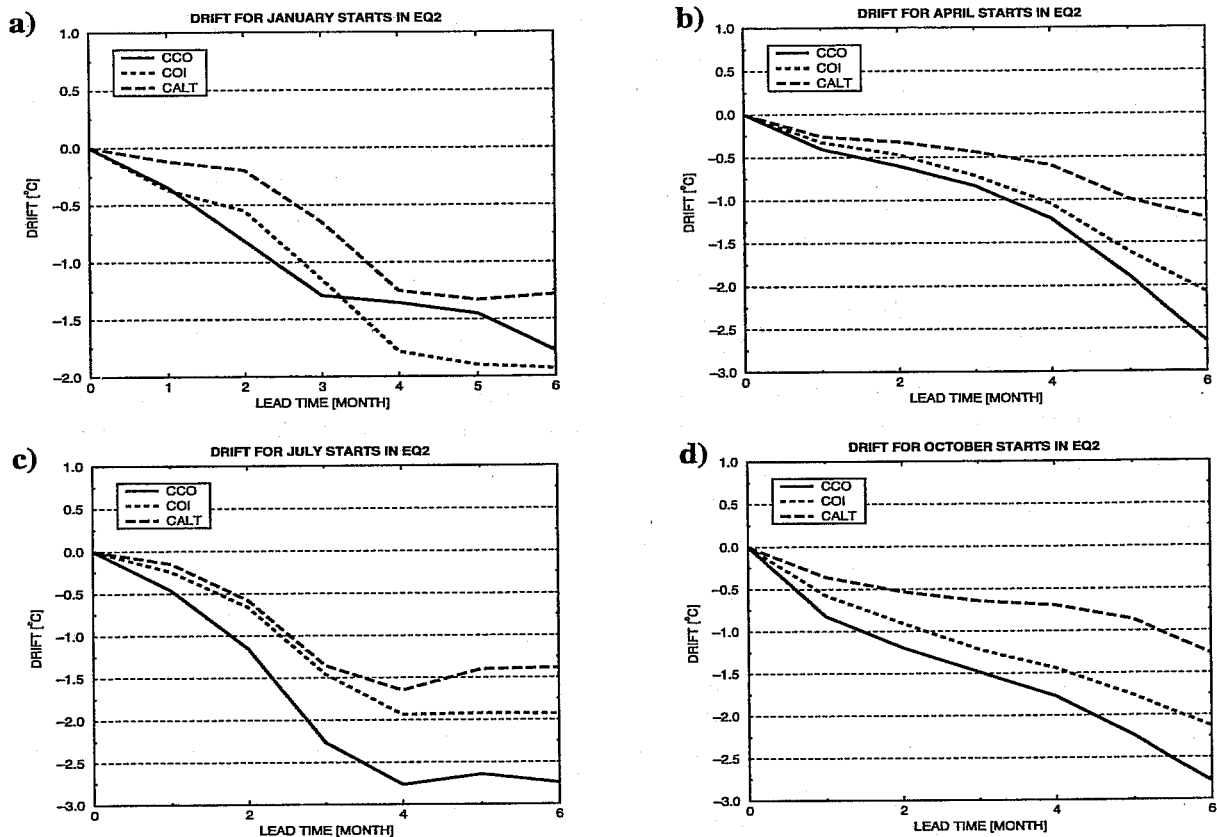 a)
DRIFT FOR JANUARY STARTS IN EQ2
1.0
0.5
0.0
−0.5
−1.0
−1.5
−2.0
DRIFT [°C]
CCO
COI
CALT
0 1 2 3 4 5 6
LEAD TIME [MONTH]
b)
DRIFT FOR APRIL STARTS IN EQ2
1.0
0.5
0.0
−0.5
−1.0
−1.5
−2.0
−2.5
−3.0
DRIFT [°C]
CCO
COI
CALT
0 2 4 6
LEAD TIME [MONTH]
c)
DRIFT FOR JULY STARTS IN EQ2
1.0
0.5
0.0
−0.5
−1.0
−1.5
−2.0
−2.5
−3.0
DRIFT [°C]
CCO
COI
CALT
0 2 4 6
LEAD TIME [MONTH]
d)
DRIFT FOR OCTOBER STARTS IN EQ2
1.0
0.5
0.0
−0.5
−1.0
−1.5
−2.0
−2.5
−3.0
DRIFT [°C]
CCO
COI
CALT
0 2 4 6
LEAD TIME [MONTH]